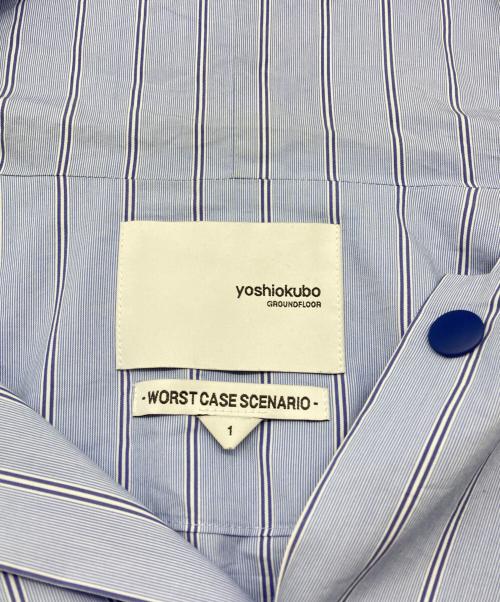 yoshiokubo
GROUNDFLOOR
- WORST CASE SCENARIO -
1